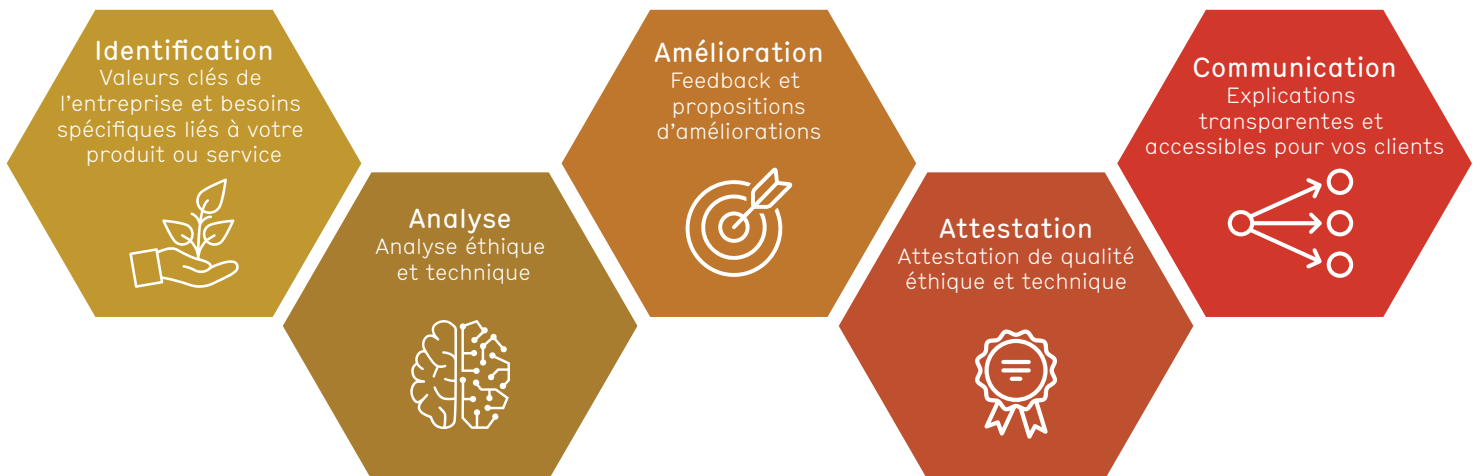 Identification
Valeurs clés de
l'entreprise et besoins
spécifiques liés à votre
produit ou service
Analyse
Analyse éthique
et technique
Amélioration
Feedback et
propositions
d'améliorations
Attestation
Attestation de qualité
éthique et technique
Communication
Explications
transparentes et
accessibles pour vos clients